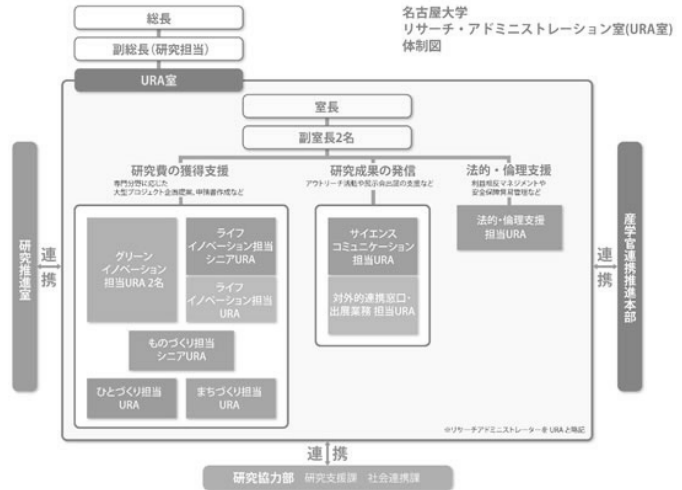 名古屋大学
リサーチ・アドミニストレーション室(URA室)
体制図
総長
副総長(研究担当)
URA室
室長
副室長2名
研究費の獲得支援
専門分野に応じた
大型プロジェクト企画提案、申請書作成など
研究成果の発信
アウトリーチ活動や展示会出展の支援など
法的・倫理支援
利益相反マネジメントや
安全保障貿易管理など
グリーン
イノベーション
担当URA 2名
ライフ
イノベーション担当
シニアURA
ライフ
イノベーション担当
URA
ものづくり担当
シニアURA
ひとづくり担当
URA
まちづくり担当
URA
サイエンス
コミュニケーション
担当URA
対外的連携窓口・
出展業務 担当URA
法的・倫理支援
担当URA
研究推進室
連携
産学官連携推進本部
連携
※リサーチアドミニストレーターを URA と略記
連携
研究協力部 研究支援課 社会連携課